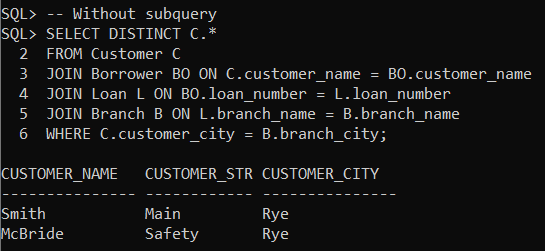 SQL> -- Without subquery
SQL> SELECT DISTINCT C.*
  2  FROM Customer C
  3  JOIN Borrower BO ON C.customer_name = BO.customer_name
  4  JOIN Loan L ON BO.loan_number = L.loan_number
  5  JOIN Branch B ON L.branch_name = B.branch_name
  6  WHERE C.customer_city = B.branch_city;

CUSTOMER_NAME   CUSTOMER_STR CUSTOMER_CITY
--------------- ------------ ---------------
Smith           Main         Rye
McBride         Safety       Rye